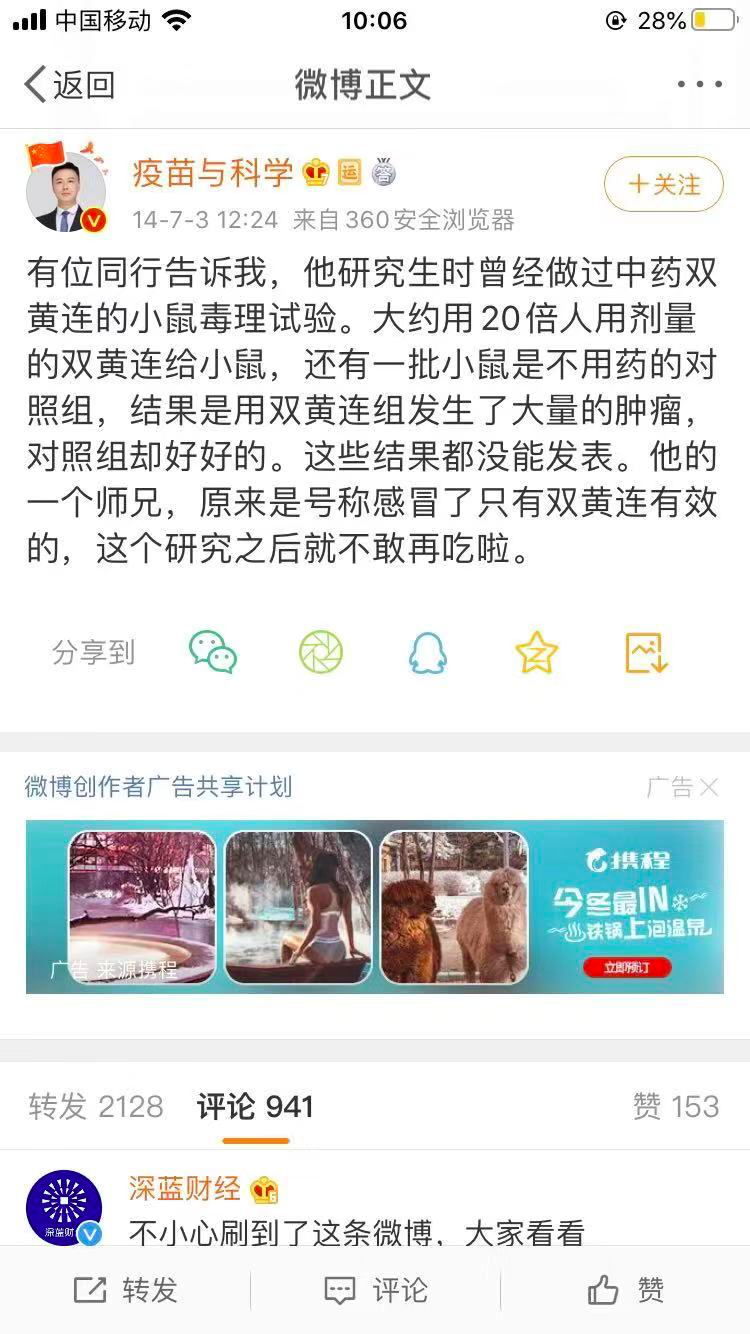 中国移动 10:06 28%
返回 微博正文
疫苗与科学 运 答
14-7-3 12:24 来自360安全浏览器
+关注
有位同行告诉我，他研究生时曾经做过中药双
黄连的小鼠毒理试验。大约用20倍人用剂量
的双黄连给小鼠，还有一批小鼠是不用药的对
照组，结果是用双黄连组发生了大量的肿瘤，
对照组却好好的。这些结果都没能发表。他的
一个师兄，原来是号称感冒了只有双黄连有效
的，这个研究之后就不敢再吃啦。
分享到
微博创作者广告共享计划 广告
广告 来源携程
携程
今冬最IN
铁锅上泡温泉
立即预订
转发 2128 评论 941 赞 153
深蓝财经 6
深蓝财经
不小心刷到了这条微博，大家看看
转发 评论 赞